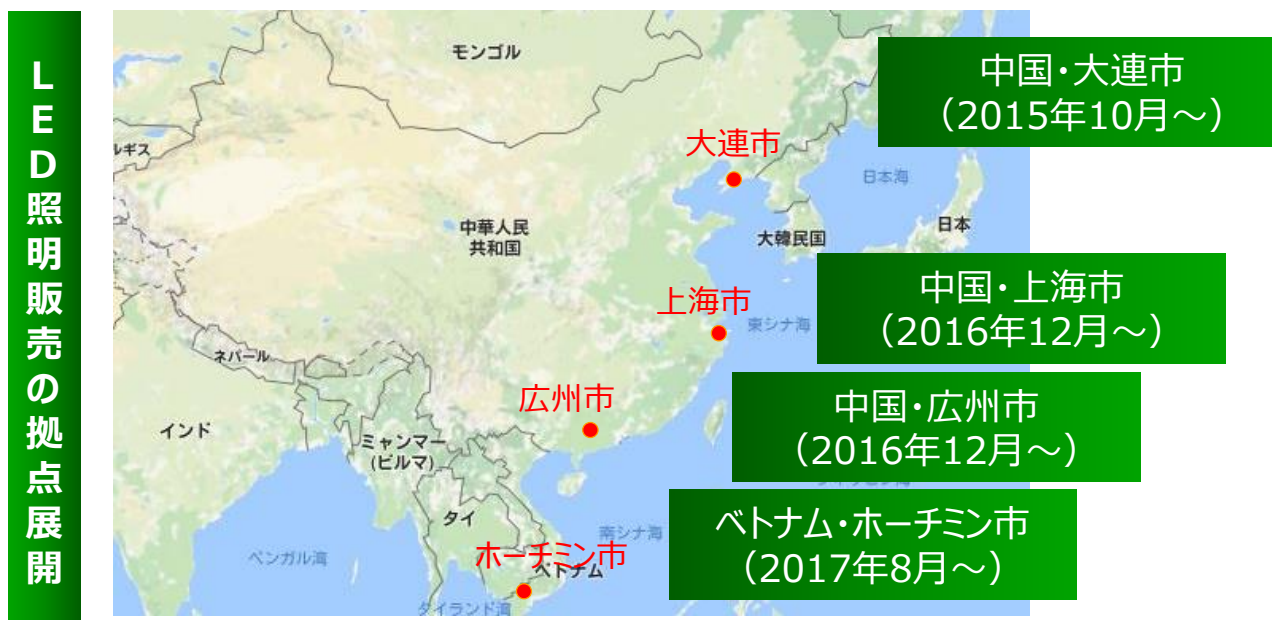 LED照明販売の拠点展開
モンゴル
中国・大連市
（2015年10月～）
ルギス
大連市
日本海
中華人民
共和国
大韓民国
日本
上海市
東シナ海
中国・上海市
（2016年12月～）
ネパール
広州市
インド
ミャンマー
(ビルマ)
中国・広州市
（2016年12月～）
タイ
南シナ海
ベンガル湾
ホーチミン市
ベトナム
タイランド湾
ベトナム・ホーチミン市
（2017年8月～）